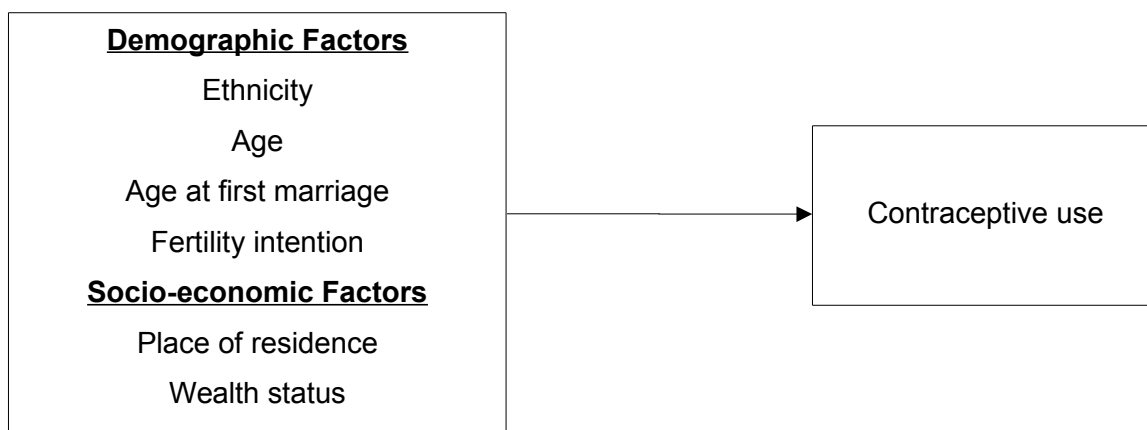 Demographic Factors
Ethnicity
Age
Age at first marriage
Fertility intention
Socio-economic Factors
Place of residence
Wealth status
Contraceptive use